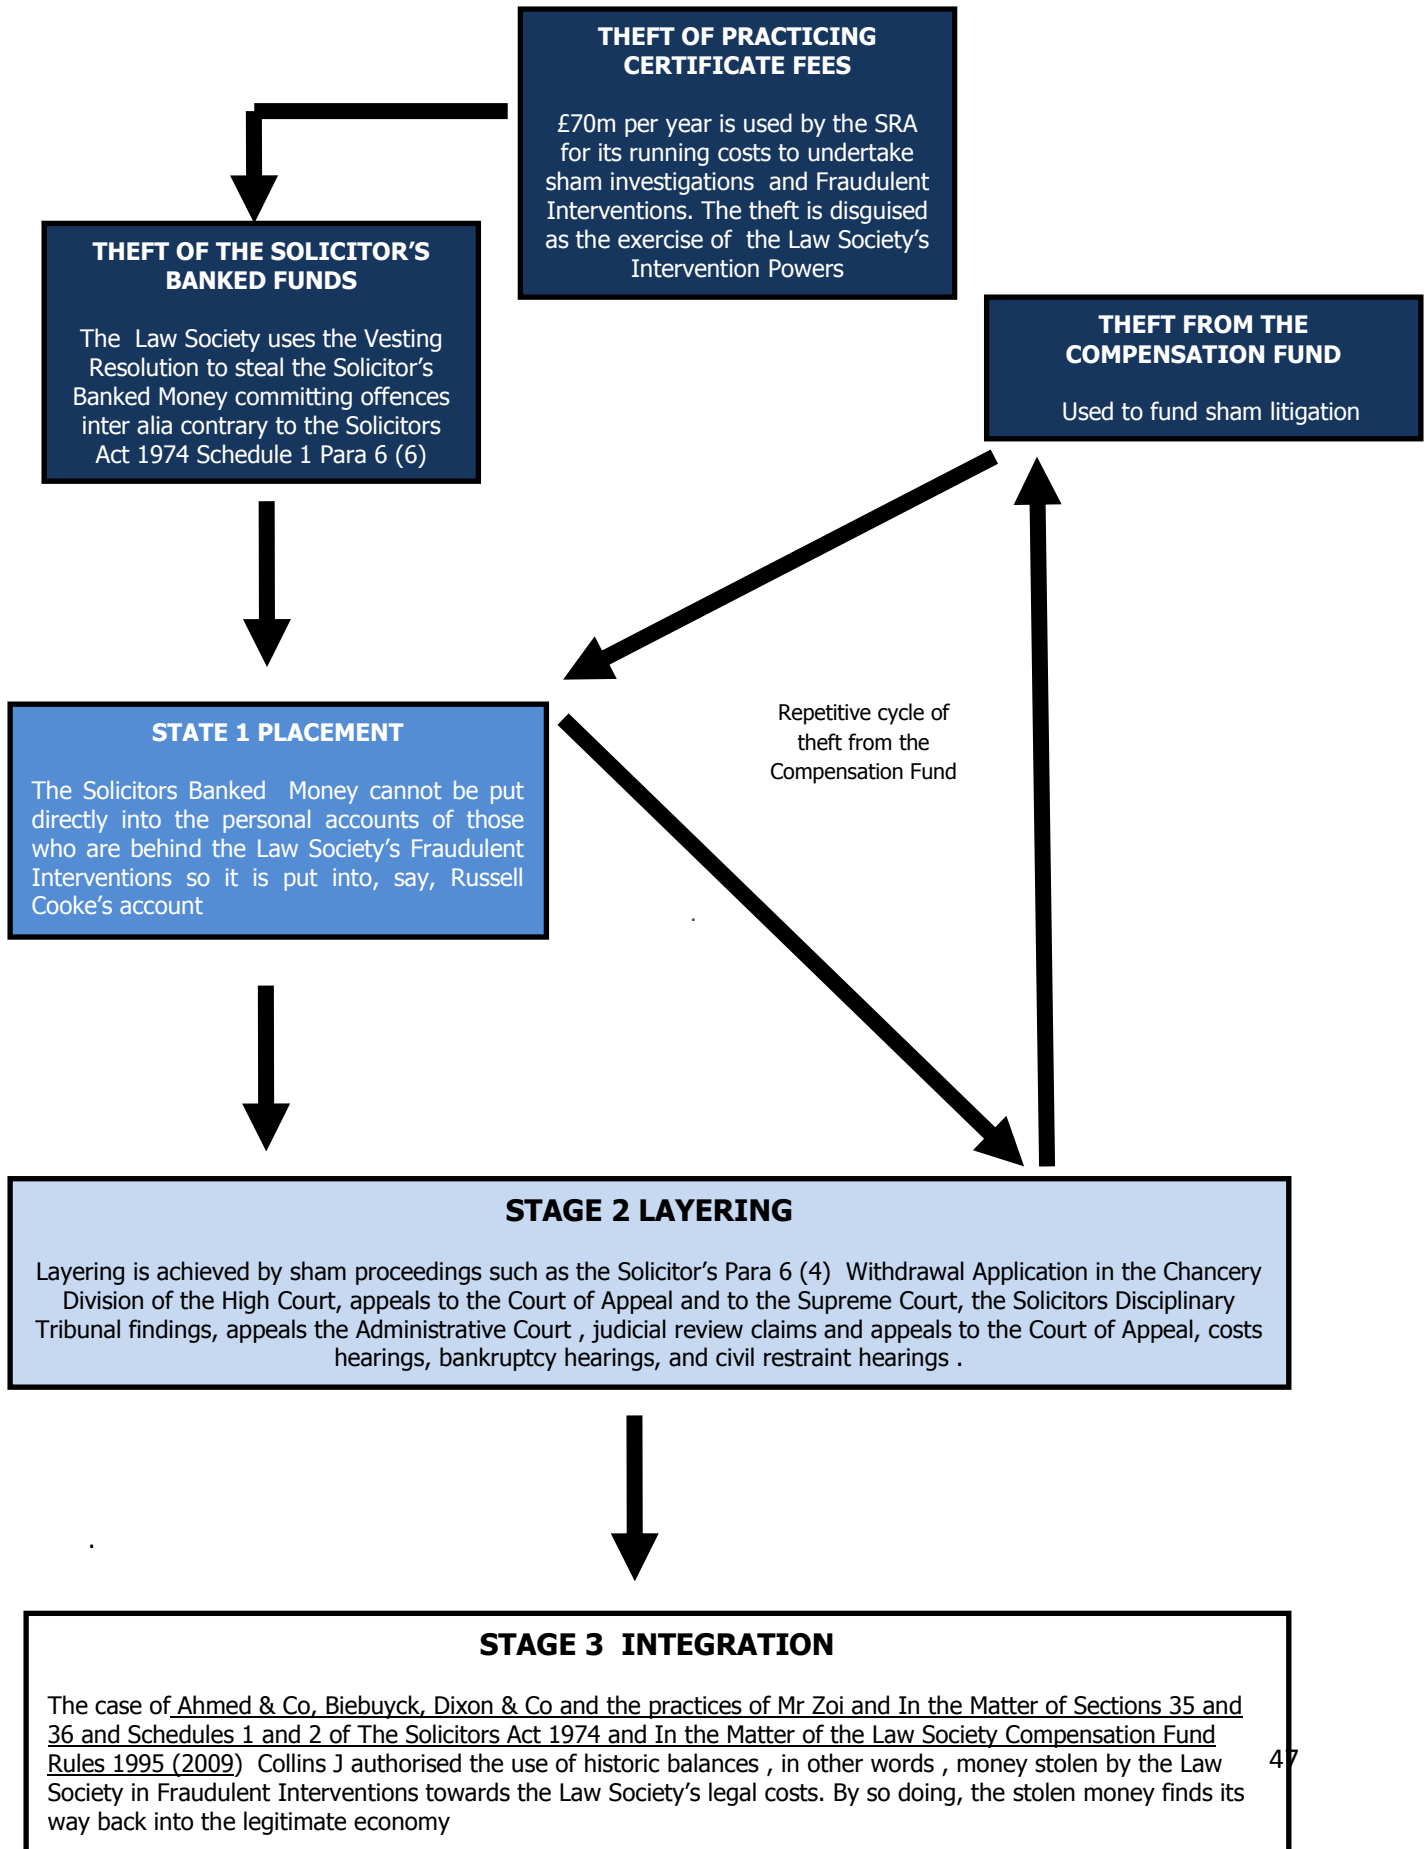 THEFT OF PRACTICING
CERTIFICATE FEES
£70m per year is used by the SRA
for its running costs to undertake
sham investigations and Fraudulent
Interventions. The theft is disguised
as the exercise of the Law Society’s
Intervention Powers
THEFT OF THE SOLICITOR’S
BANKED FUNDS
The Law Society uses the Vesting
Resolution to steal the Solicitor’s
Banked Money committing offences
inter alia contrary to the Solicitors
Act 1974 Schedule 1 Para 6 (6)
THEFT FROM THE
COMPENSATION FUND
Used to fund sham litigation
Repetitive cycle of
theft from the
Compensation Fund
STATE 1 PLACEMENT
The Solicitors Banked Money cannot be put
directly into the personal accounts of those
who are behind the Law Society’s Fraudulent
Interventions so it is put into, say, Russell
Cooke’s account
.
STAGE 2 LAYERING
Layering is achieved by sham proceedings such as the Solicitor’s Para 6 (4) Withdrawal Application in the Chancery
Division of the High Court, appeals to the Court of Appeal and to the Supreme Court, the Solicitors Disciplinary
Tribunal findings, appeals the Administrative Court , judicial review claims and appeals to the Court of Appeal, costs
hearings, bankruptcy hearings, and civil restraint hearings .
.
STAGE 3 INTEGRATION
The case of Ahmed & Co, Biebuyck, Dixon & Co and the practices of Mr Zoi and In the Matter of Sections 35 and
36 and Schedules 1 and 2 of The Solicitors Act 1974 and In the Matter of the Law Society Compensation Fund
Rules 1995 (2009) Collins J authorised the use of historic balances , in other words , money stolen by the Law
Society in Fraudulent Interventions towards the Law Society’s legal costs. By so doing, the stolen money finds its
way back into the legitimate economy
47